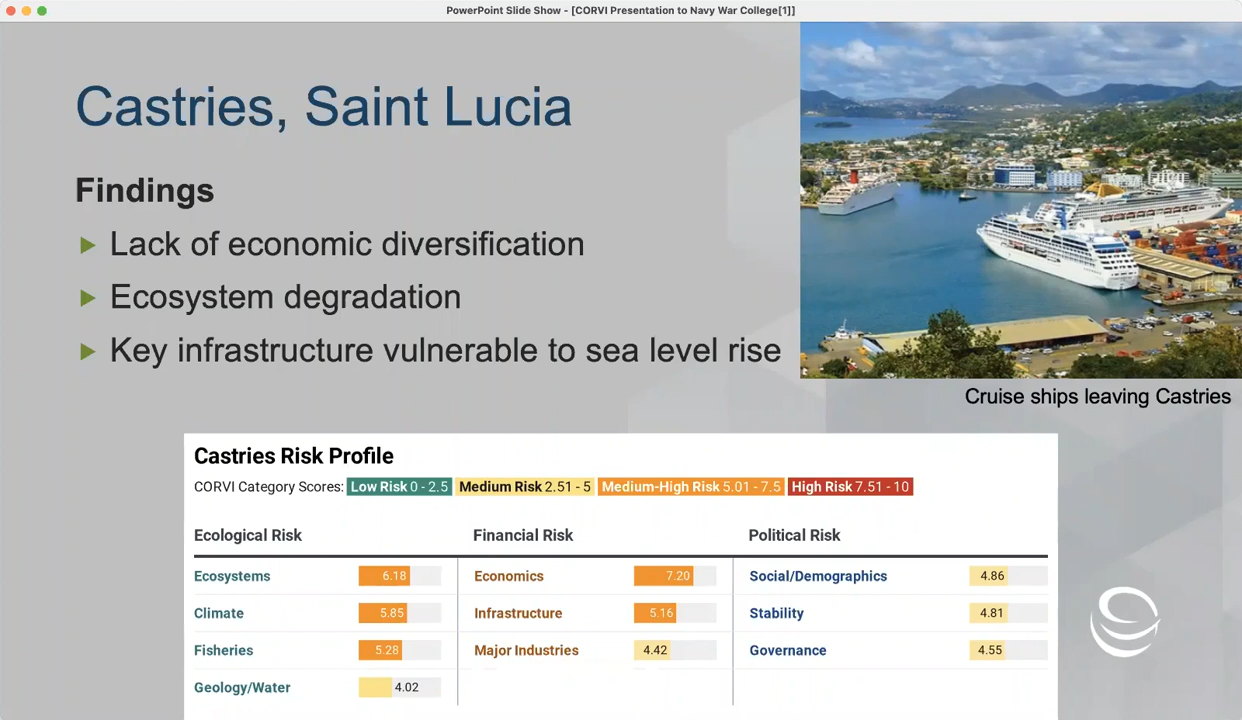 PowerPoint Slide Show - [CORVI Presentation to Navy War College[1]]
Castries, Saint Lucia
Findings
Lack of economic diversification
Ecosystem degradation
Key infrastructure vulnerable to sea level rise
Cruise ships leaving Castries
Castries Risk Profile
CORVI Category Scores: Low Risk 0 - 2.5 Medium Risk 2.51 - 5 Medium-High Risk 5.01 - 7.5 High Risk 7.51 - 10
Ecological Risk Financial Risk Political Risk
Ecosystems 6.18 Economics 7.20 Social/Demographics 4.86
Climate 5.85 Infrastructure 5.16 Stability 4.81
Fisheries 5.28 Major Industries 4.42 Governance 4.55
Geology/Water 4.02